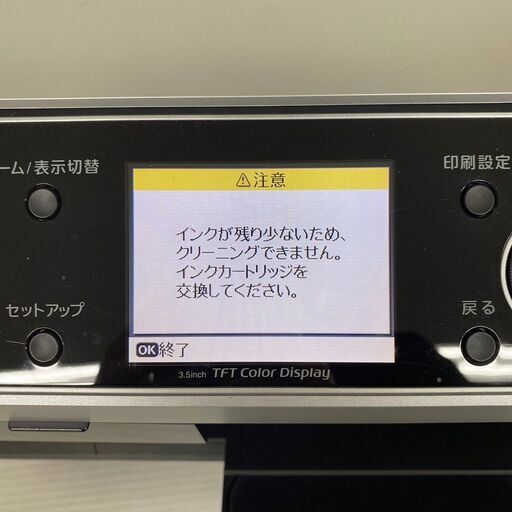 ーム/表示切替
印刷設定
⚠注意
インクが残り少ないため、
クリーニングできません。
インクカートリッジを
交換してください。
セットアップ
戻る
OK終了
3.5inch TFT Color Display